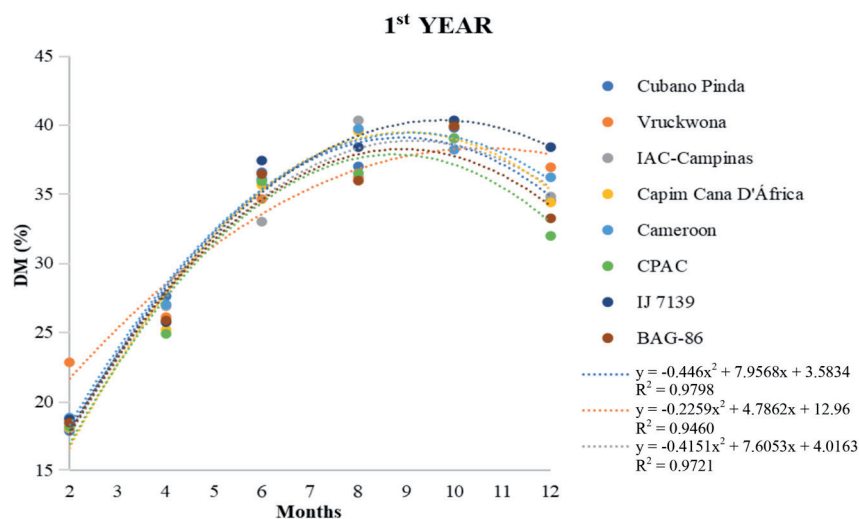 1st YEAR
45
40
35
30
25
20
15
DM (%)
2 3 4 5 6 7 8 9 10 11 12
Months
Cubano Pinda
Vruckwona
IAC-Campinas
Capim Cana D'África
Cameroon
CPAC
IJ 7139
BAG-86
y = -0.446x² + 7.9568x + 3.5834
R² = 0.9798
y = -0.2259x² + 4.7862x + 12.96
R² = 0.9460
y = -0.4151x² + 7.6053x + 4.0163
R² = 0.9721